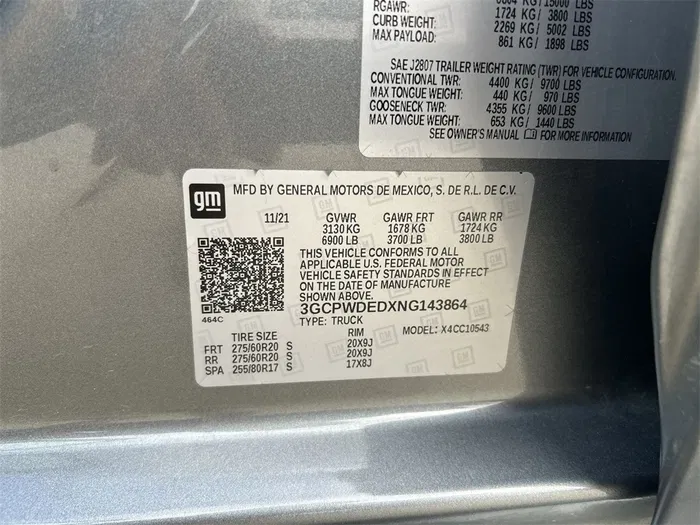 RGAWR:
1724 KG / 3800 LBS
CURB WEIGHT: 2269 KG / 5002 LBS
MAX PAYLOAD: 861 KG / 1898 LBS
SAE J2807 TRAILER WEIGHT RATING (TWR) FOR VEHICLE CONFIGURATION.
CONVENTIONAL TWR: 4400 KG / 9700 LBS
MAX TONGUE WEIGHT: 440 KG / 970 LBS
GOOSENECK TWR: 4355 KG / 9600 LBS
MAX TONGUE WEIGHT: 653 KG / 1440 LBS
SEE OWNER'S MANUAL FOR MORE INFORMATION
gm MFD BY GENERAL MOTORS DE MEXICO, S. DE R.L. DE C.V.
11/21 GVWR GAWR FRT GAWR RR
3130 KG 1678 KG 1724 KG
6900 LB 3700 LB 3800 LB
THIS VEHICLE CONFORMS TO ALL
APPLICABLE U.S. FEDERAL MOTOR
VEHICLE SAFETY STANDARDS IN EFFECT
ON THE DATE OF MANUFACTURE
SHOWN ABOVE.
3GCPWDEDXNG143864
464C TYPE: TRUCK MODEL: X4CC10543
TIRE SIZE RIM
FRT 275/60R20 S 20X9J
RR 275/60R20 S 20X9J
SPA 255/80R17 S 17X8J